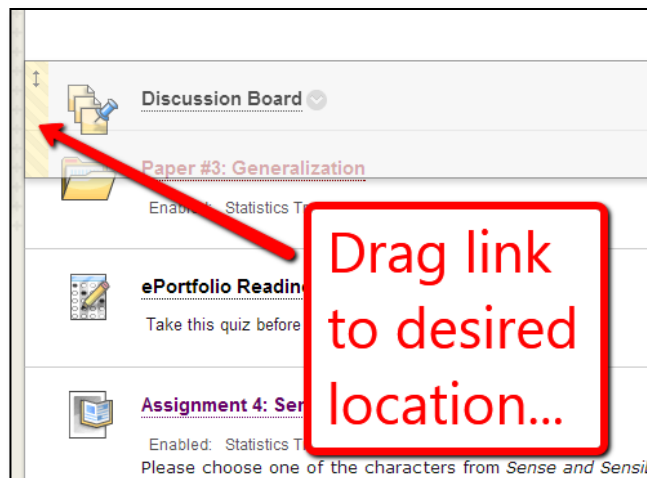 Discussion Board
Paper #3: Generalization
Enabled: Statistics
ePortfolio
Take this quiz before
Assignment 4:
Enabled: Statistics
Please choose one of the characters from Sense and
Drag link
to desired
location...